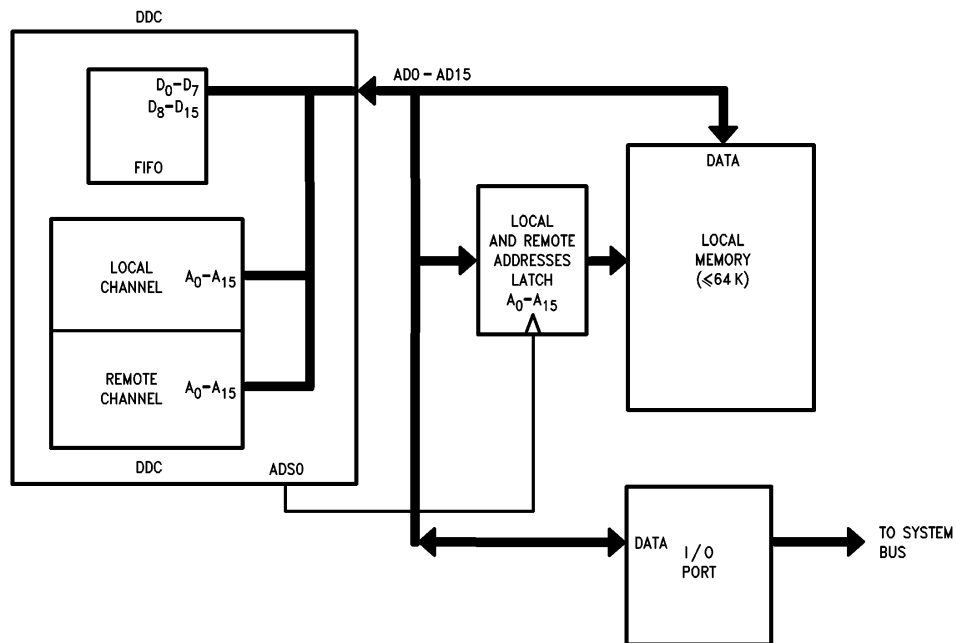 DDC
D0–D7
D8–D15
FIFO
LOCAL
CHANNEL
A0–A15
REMOTE
CHANNEL
A0–A15
DDC
ADS0
AD0–AD15
LOCAL
AND REMOTE
ADDRESSES
LATCH
A0–A15
DATA
LOCAL
MEMORY
(⩽64 K)
DATA
I/O
PORT
TO SYSTEM
BUS